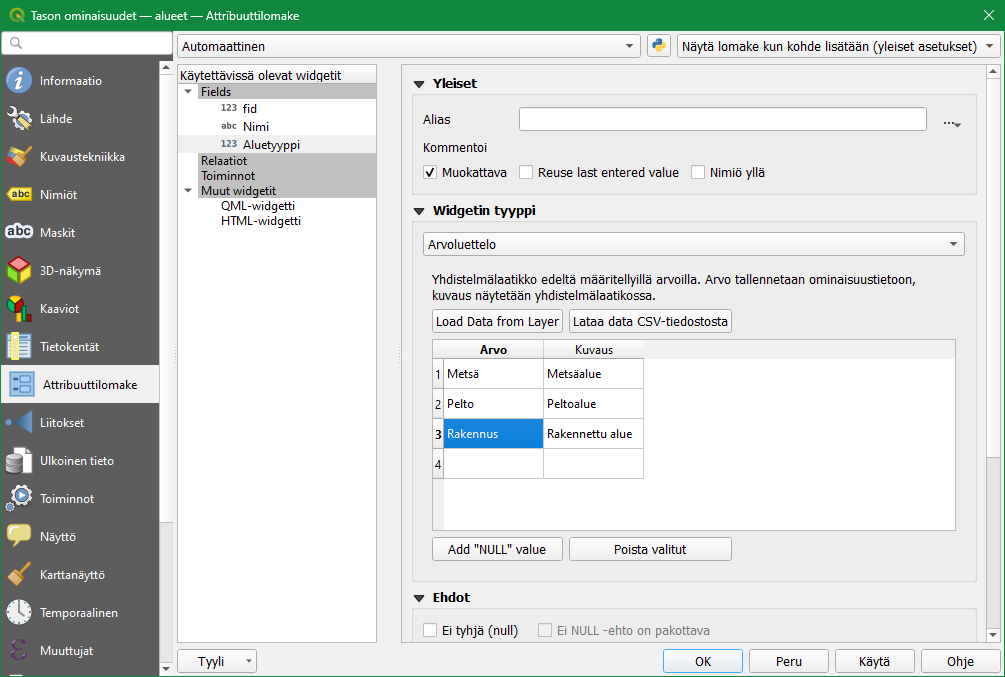 Tason ominaisuudet — alueet — Attribuuttilomake
Automaattinen
Näytä lomake kun kohde lisätään (yleiset asetukset)
Informaatio
Lähde
Kuvaustekniikka
abc Nimiöt
abc Maskit
3D-näkymä
Kaaviot
Tietokentät
Attribuuttilomake
Liitokset
Ulkoinen tieto
Toiminnot
Näyttö
Karttanäyttö
Temporaalinen
Muuttujat
Käytettävissä olevat widgetit
Fields
123 fid
abc Nimi
123 Aluetyyppi
Relaatiot
Toiminnot
Muut widgetit
QML-widgetti
HTML-widgetti
Yleiset
Alias
...
Kommentoi
Muokattava Reuse last entered value Nimiö yllä
Widgetin tyyppi
Arvoluettelo
Yhdistelmälaatikko edeltä määritellyillä arvoilla. Arvo tallennetaan ominaisuustietoon,
kuvaus näytetään yhdistelmälaatikossa.
Load Data from Layer Lataa data CSV-tiedostosta
Arvo Kuvaus
1 Metsä Metsäalue
2 Pelto Peltoalue
3 Rakennus Rakennettu alue
4
Add "NULL" value Poista valitut
Ehdot
Ei tyhjä (null) Ei NULL -ehto on pakottava
Tyyli OK Peru Käytä Ohje